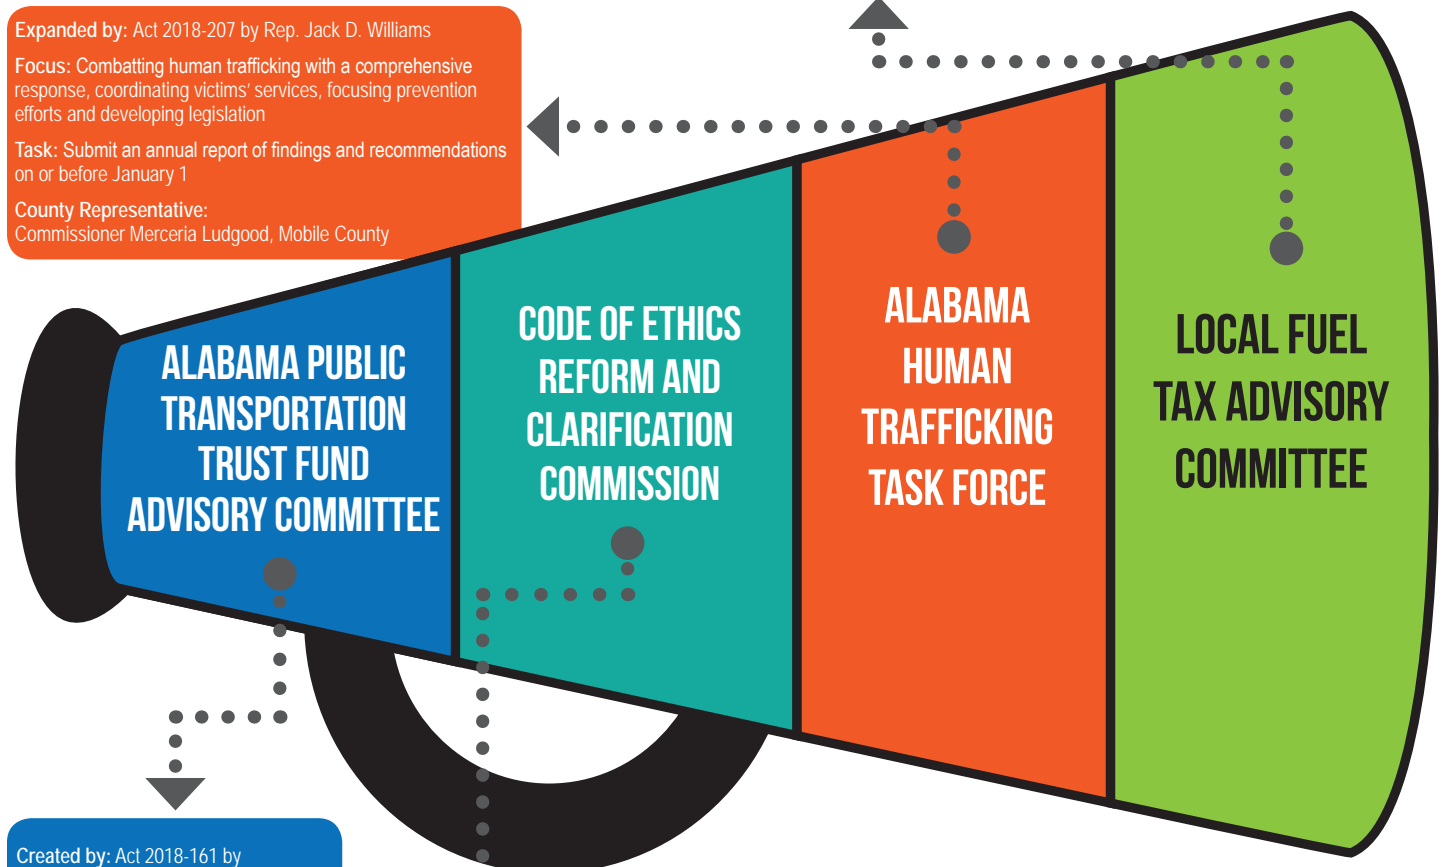 Expanded by: Act 2018-207 by Rep. Jack D. Williams
Focus: Combatting human trafficking with a comprehensive
response, coordinating victims' services, focusing prevention
efforts and developing legislation
Task: Submit an annual report of findings and recommendations
on or before January 1
County Representative:
Commissioner Merceria Ludgood, Mobile County
ALABAMA PUBLIC
TRANSPORTATION
TRUST FUND
ADVISORY COMMITTEE
CODE OF ETHICS
REFORM AND
CLARIFICATION
COMMISSION
ALABAMA
HUMAN
TRAFFICKING
TASK FORCE
LOCAL FUEL
TAX ADVISORY
COMMITTEE
Created by: Act 2018-161 by